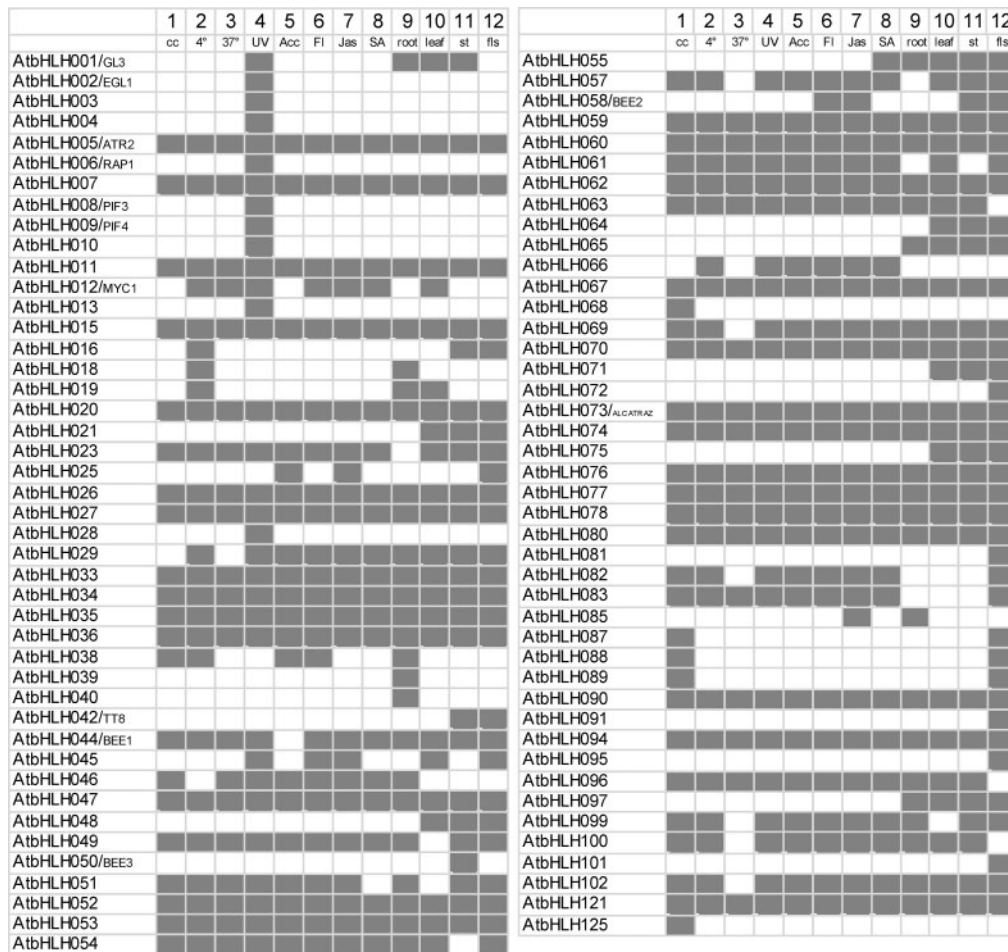 1 2 3 4 5 6 7 8 9 10 11 12
cc 4° 37° UV Acc Fl Jas SA root leaf st fls
AtbHLH001/GL3
AtbHLH002/EGL1
AtbHLH003
AtbHLH004
AtbHLH005/ATR2
AtbHLH006/RAP1
AtbHLH007
AtbHLH008/PIF3
AtbHLH009/PIF4
AtbHLH010
AtbHLH011
AtbHLH012/MYC1
AtbHLH013
AtbHLH015
AtbHLH016
AtbHLH018
AtbHLH019
AtbHLH020
AtbHLH021
AtbHLH023
AtbHLH025
AtbHLH026
AtbHLH027
AtbHLH028
AtbHLH029
AtbHLH033
AtbHLH034
AtbHLH035
AtbHLH036
AtbHLH038
AtbHLH039
AtbHLH040
AtbHLH042/TT8
AtbHLH044/BEE1
AtbHLH045
AtbHLH046
AtbHLH047
AtbHLH048
AtbHLH049
AtbHLH050/BEE3
AtbHLH051
AtbHLH052
AtbHLH053
AtbHLH054
1 2 3 4 5 6 7 8 9 10 11 12
cc 4° 37° UV Acc Fl Jas SA root leaf st fls
AtbHLH055
AtbHLH057
AtbHLH058/BEE2
AtbHLH059
AtbHLH060
AtbHLH061
AtbHLH062
AtbHLH063
AtbHLH064
AtbHLH065
AtbHLH066
AtbHLH067
AtbHLH068
AtbHLH069
AtbHLH070
AtbHLH071
AtbHLH072
AtbHLH073/ALCATRAZ
AtbHLH074
AtbHLH075
AtbHLH076
AtbHLH077
AtbHLH078
AtbHLH080
AtbHLH081
AtbHLH082
AtbHLH083
AtbHLH085
AtbHLH087
AtbHLH088
AtbHLH089
AtbHLH090
AtbHLH091
AtbHLH094
AtbHLH095
AtbHLH096
AtbHLH097
AtbHLH099
AtbHLH100
AtbHLH101
AtbHLH102
AtbHLH121
AtbHLH125